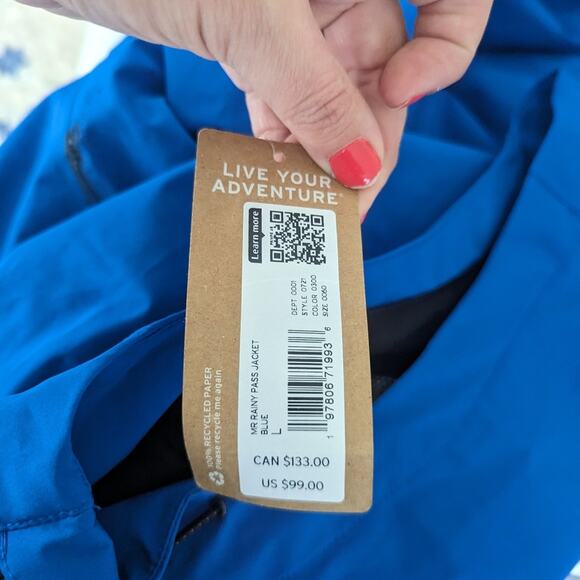 LIVE YOUR
ADVENTURE
Learn more
DEPT 0001
STYLE 0721
COLOR 0300
SIZE 0060
MR RAINY PASS JACKET
BLUE
L
1 97806 71993 6
CAN $133.00
US $99.00
100% RECYCLED PAPER
Please recycle me again.